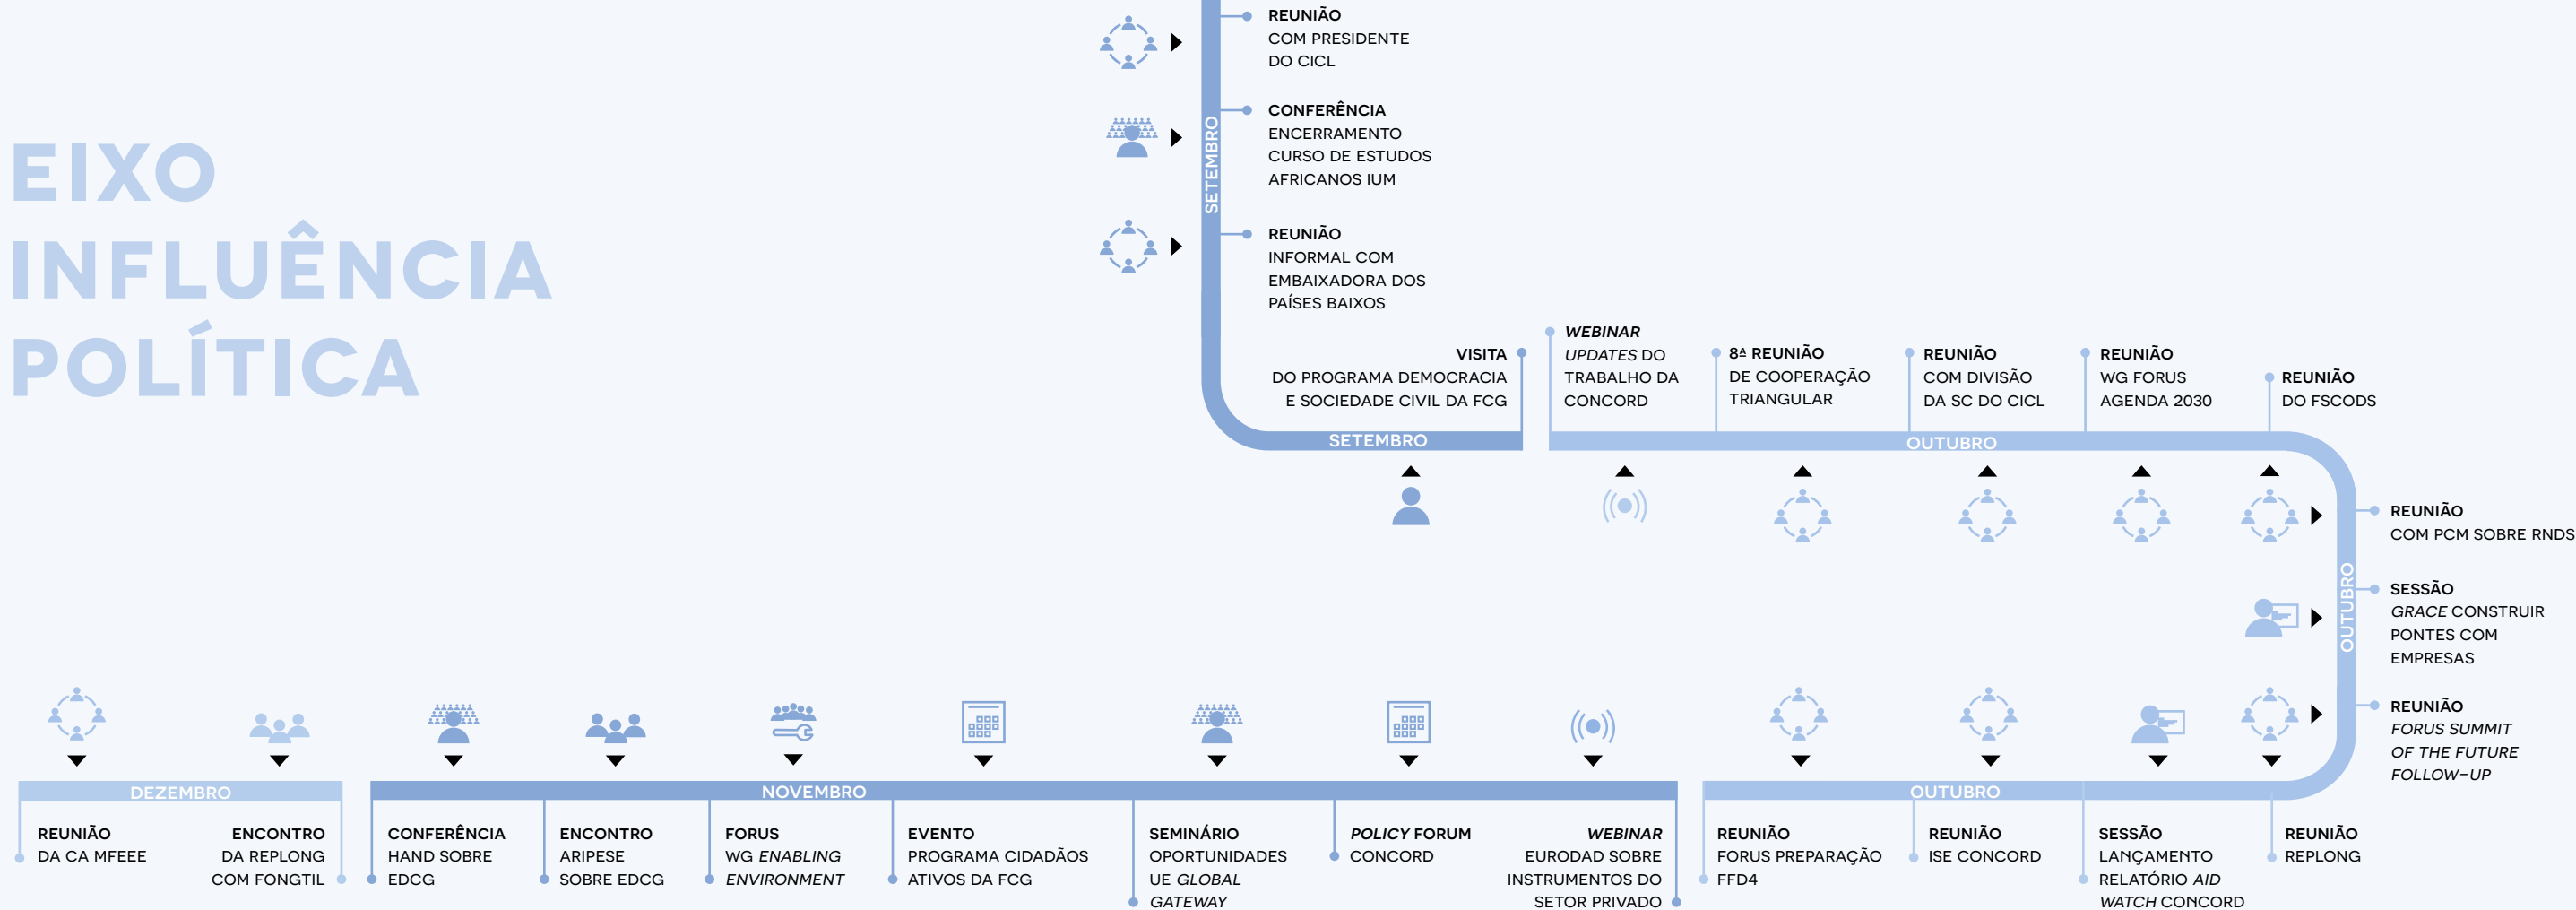 EIXO
INFLUÊNCIA
POLÍTICA
REUNIÃO
COM PRESIDENTE
DO CICL
CONFERÊNCIA
ENCERRAMENTO
CURSO DE ESTUDOS
AFRICANOS IUM
SETEMBRO
REUNIÃO
INFORMAL COM
EMBAIXADORA DOS
PAÍSES BAIXOS
VISITA
DO PROGRAMA DEMOCRACIA
E SOCIEDADE CIVIL DA FCG
SETEMBRO
WEBINAR
UPDATES DO
TRABALHO DA
CONCORD
8ª REUNIÃO
DE COOPERAÇÃO
TRIANGULAR
REUNIÃO
COM DIVISÃO
DA SC DO CICL
REUNIÃO
WG FORUS
AGENDA 2030
REUNIÃO
DO FSCODS
OUTUBRO
REUNIÃO
COM PCM SOBRE RNDS
OUTUBRO
SESSÃO
GRACE CONSTRUIR
PONTES COM
EMPRESAS
REUNIÃO
FORUS SUMMIT
OF THE FUTURE
FOLLOW-UP
OUTUBRO
REUNIÃO
REPLONG
SESSÃO
LANÇAMENTO
RELATÓRIO AID
WATCH CONCORD
REUNIÃO
ISE CONCORD
REUNIÃO
FORUS PREPARAÇÃO
FFD4
NOVEMBRO
WEBINAR
EURODAD SOBRE
INSTRUMENTOS DO
SETOR PRIVADO
POLICY FORUM
CONCORD
SEMINÁRIO
OPORTUNIDADES
UE GLOBAL
GATEWAY
EVENTO
PROGRAMA CIDADÃOS
ATIVOS DA FCG
FORUS
WG ENABLING
ENVIRONMENT
ENCONTRO
ARIPESE
SOBRE EDCG
CONFERÊNCIA
HAND SOBRE
EDCG
DEZEMBRO
ENCONTRO
DA REPLONG
COM FONGTIL
REUNIÃO
DA CA MFEEE